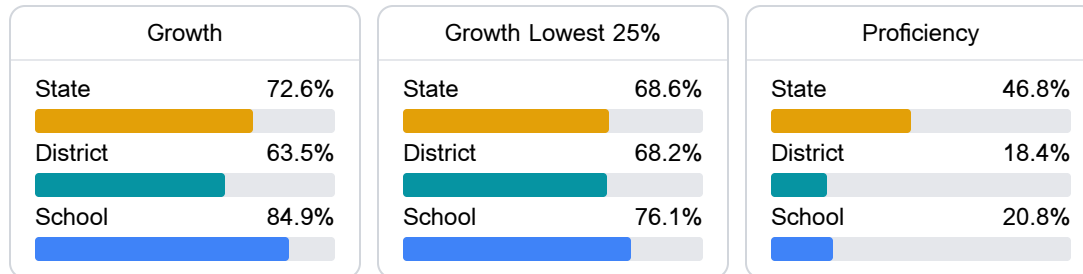 Growth
State 72.6%
District 63.5%
School 84.9%
Growth Lowest 25%
State 68.6%
District 68.2%
School 76.1%
Proficiency
State 46.8%
District 18.4%
School 20.8%